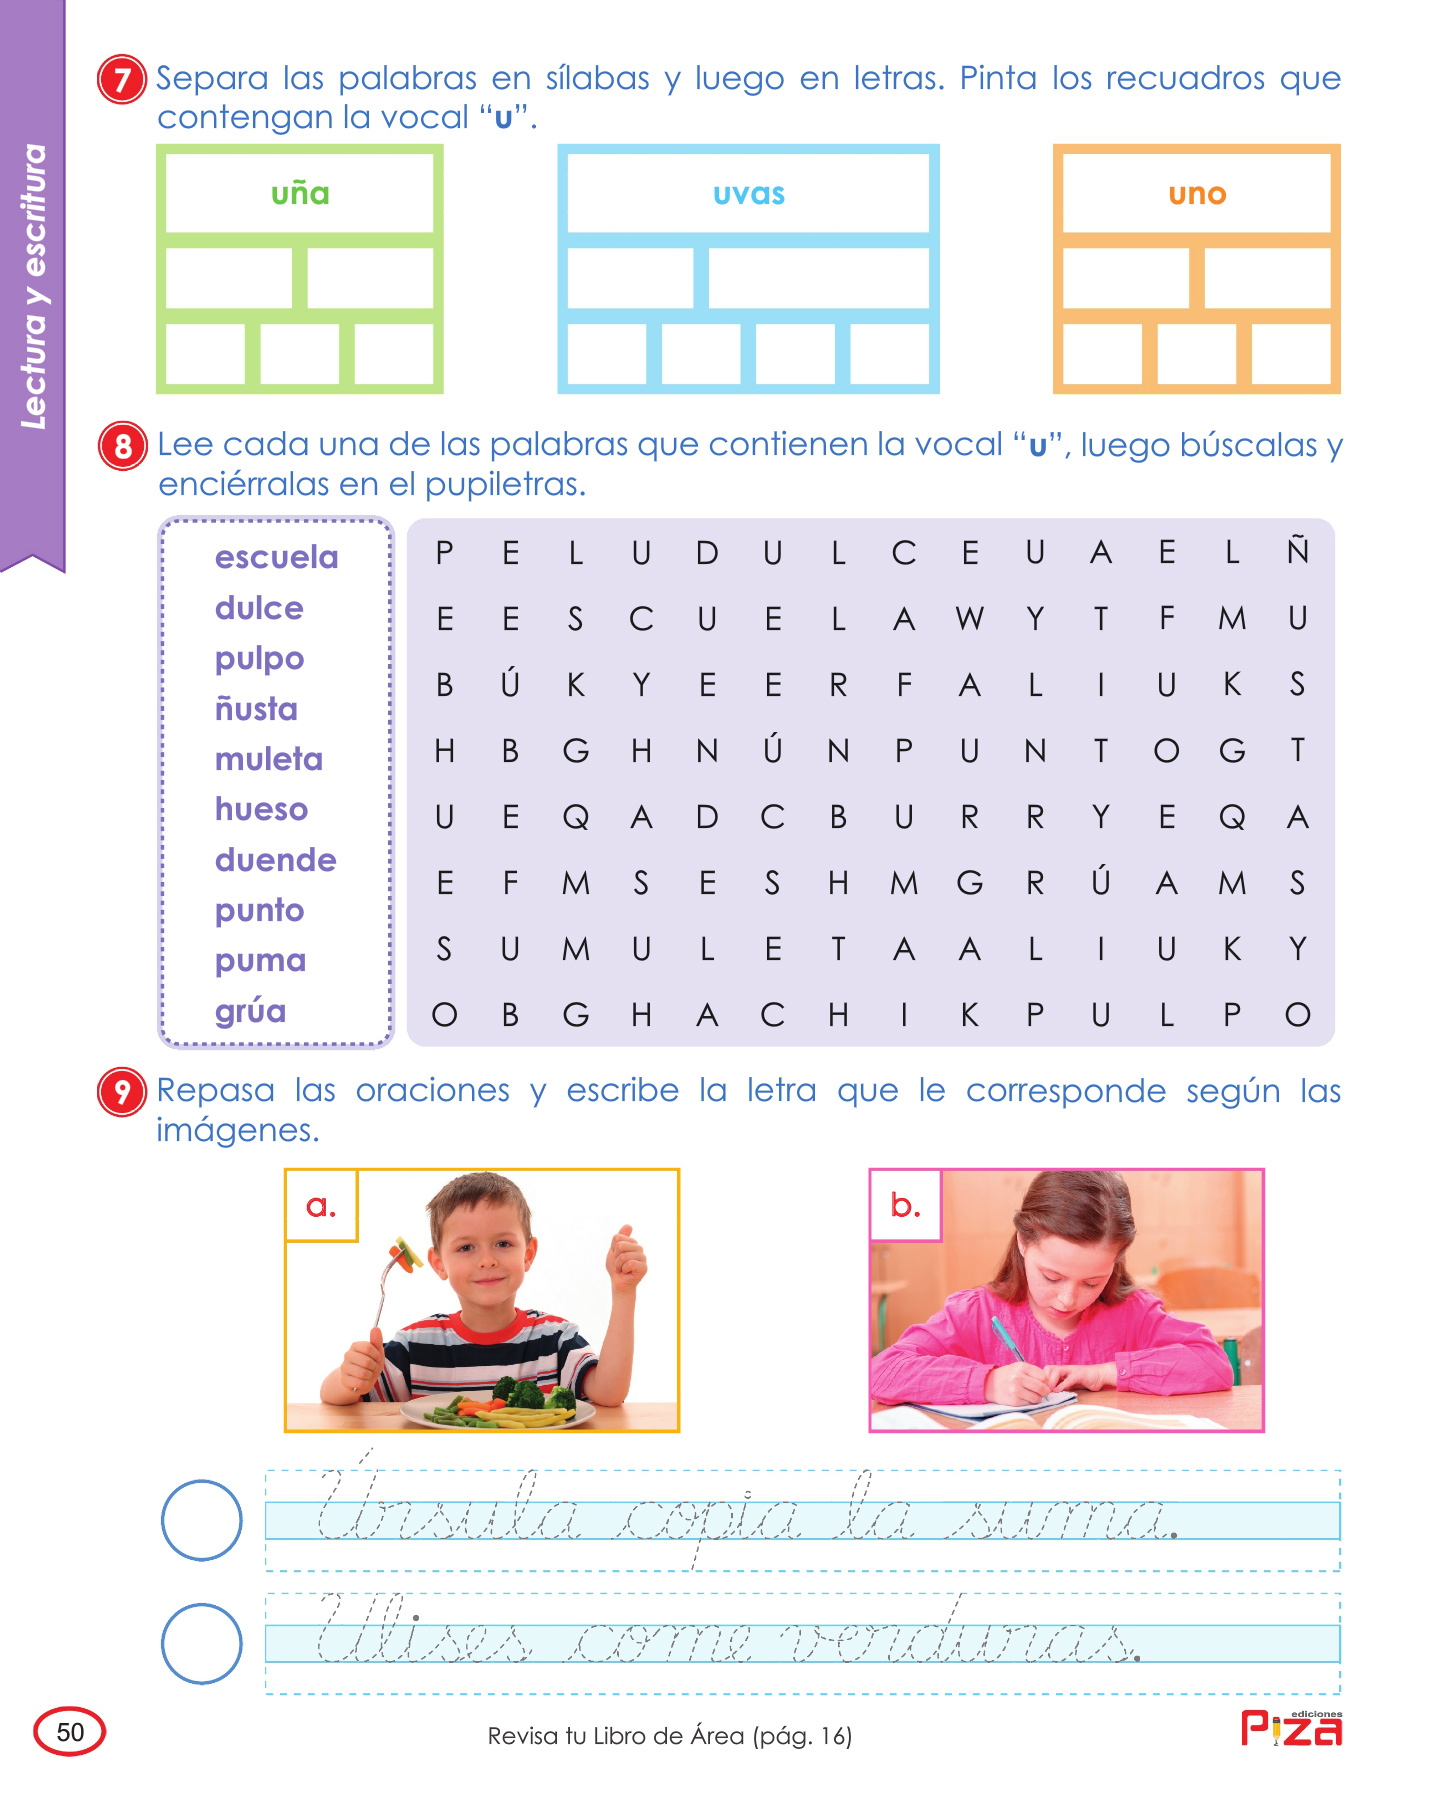 Lectura y escritura
7 Separa las palabras en sílabas y luego en letras. Pinta los recuadros que
contengan la vocal “u”.
uña uvas uno
8 Lee cada una de las palabras que contienen la vocal “u”, luego búscalas y
enciérralas en el pupiletras.
escuela
dulce
pulpo
ñusta
muleta
hueso
duende
punto
puma
grúa
P E L U D U L C E U A E L Ñ
E E S C U E L A W Y T F M U
B Ú K Y E E R F A L I U K S
H B G H N Ú N P U N T O G T
U E Q A D C B U R R Y E Q A
E F M S E S H M G R Ú A M S
S U M U L E T A A L I U K Y
O B G H A C H I K P U L P O
9 Repasa las oraciones y escribe la letra que le corresponde según las
imágenes.
a. b.
Úrsula copia la suma.
Ulises come verduras.
50
Revisa tu Libro de Área (pág. 16)
ediciones
Piza